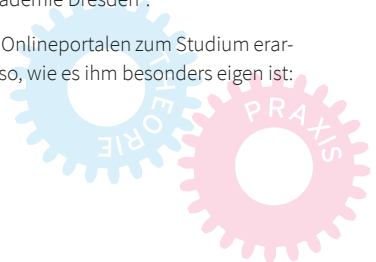 ademie Dresden“.
Onlineportalen zum Studium erar-
so, wie es ihm besonders eigen ist:
THEORIE
PRAXIS